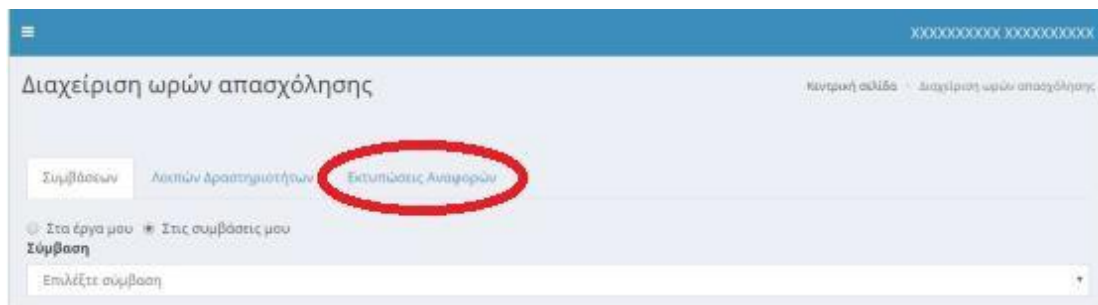 XXXXXXXXXX XXXXXXXXXX
Διαχείριση ωρών απασχόλησης
Κεντρική σελίδα Διαχείριση ωρών απασχόλησης
Συμβάσεων Λοιπών Δραστηριοτήτων Εκτυπώσεις Αναφορών
Στα έργα μου Στις συμβάσεις μου
Σύμβαση
Επιλέξτε σύμβαση